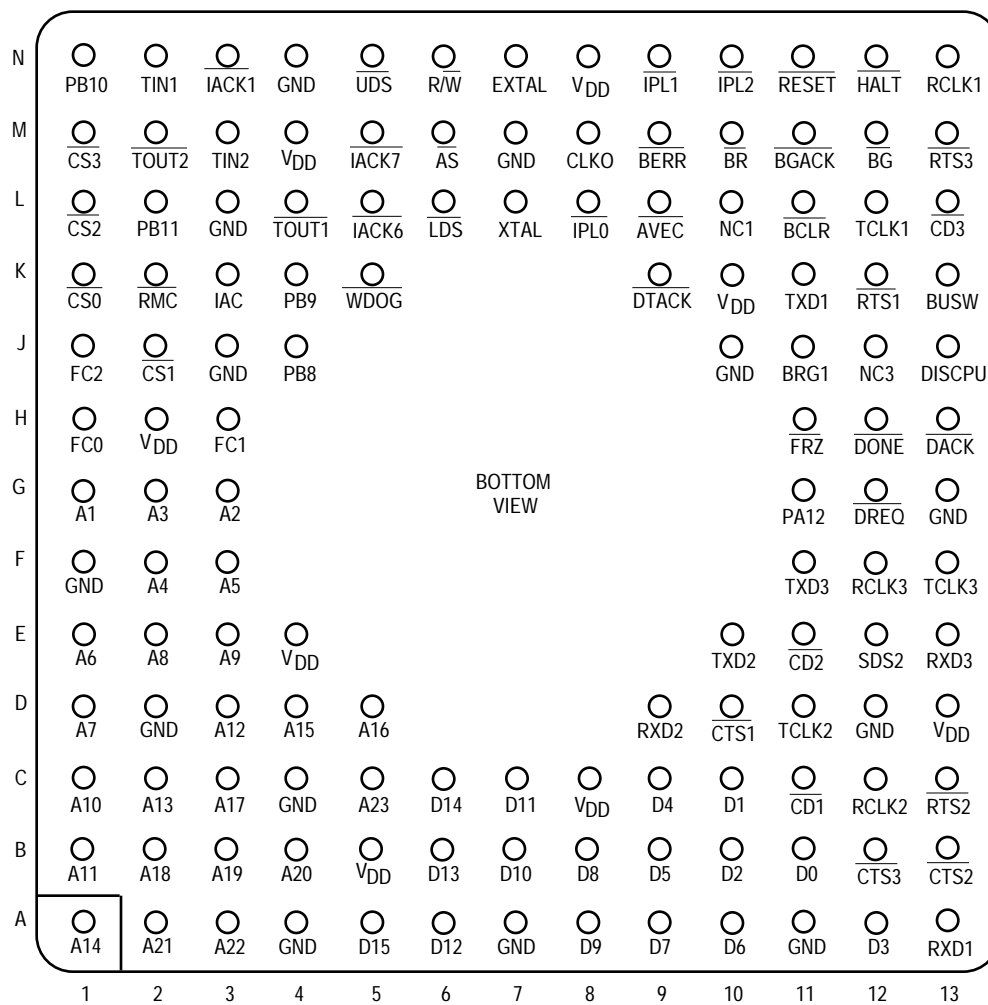 N
PB10 TIN1 IACK1 GND UDS R/W EXTAL VDD IPL1 IPL2 RESET HALT RCLK1
M
CS3 TOUT2 TIN2 VDD IACK7 AS GND CLKO BERR BR BGACK BG RTS3
L
CS2 PB11 GND TOUT1 IACK6 LDS XTAL IPL0 AVEC NC1 BCLR TCLK1 CD3
K
CS0 RMC IAC PB9 WDOG DTACK VDD TXD1 RTS1 BUSW
J
FC2 CS1 GND PB8 GND BRG1 NC3 DISCPU
H
FC0 VDD FC1 FRZ DONE DACK
BOTTOM
VIEW
G
A1 A3 A2 PA12 DREQ GND
F
GND A4 A5 TXD3 RCLK3 TCLK3
E
A6 A8 A9 VDD TXD2 CD2 SDS2 RXD3
D
A7 GND A12 A15 A16 RXD2 CTS1 TCLK2 GND VDD
C
A10 A13 A17 GND A23 D14 D11 VDD D4 D1 CD1 RCLK2 RTS2
B
A11 A18 A19 A20 VDD D13 D10 D8 D5 D2 D0 CTS3 CTS2
A
A14 A21 A22 GND D15 D12 GND D9 D7 D6 GND D3 RXD1
1 2 3 4 5 6 7 8 9 10 11 12 13